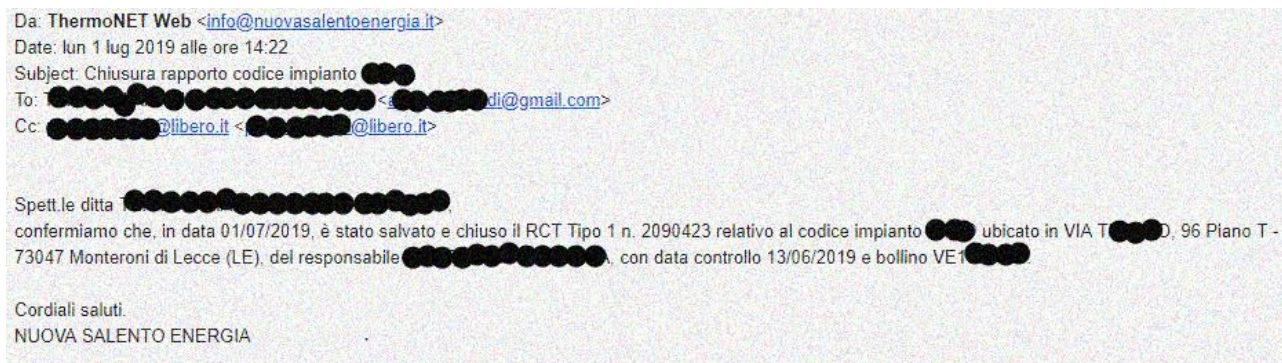 Da: ThermoNET Web <info@nuovasalentoenergia.it>
Date: lun 1 lug 2019 alle ore 14:22
Subject: Chiusura rapporto codice impianto
To: di@gmail.com>
Cc: @libero.it < @libero.it>
Spett.le ditta
confermiamo che, in data 01/07/2019, è stato salvato e chiuso il RCT Tipo 1 n. 2090423 relativo al codice impianto ubicato in VIA , 96 Piano T -
73047 Monteroni di Lecce (LE), del responsabile , con data controllo 13/06/2019 e bollino VE1
Cordiali saluti.
NUOVA SALENTO ENERGIA